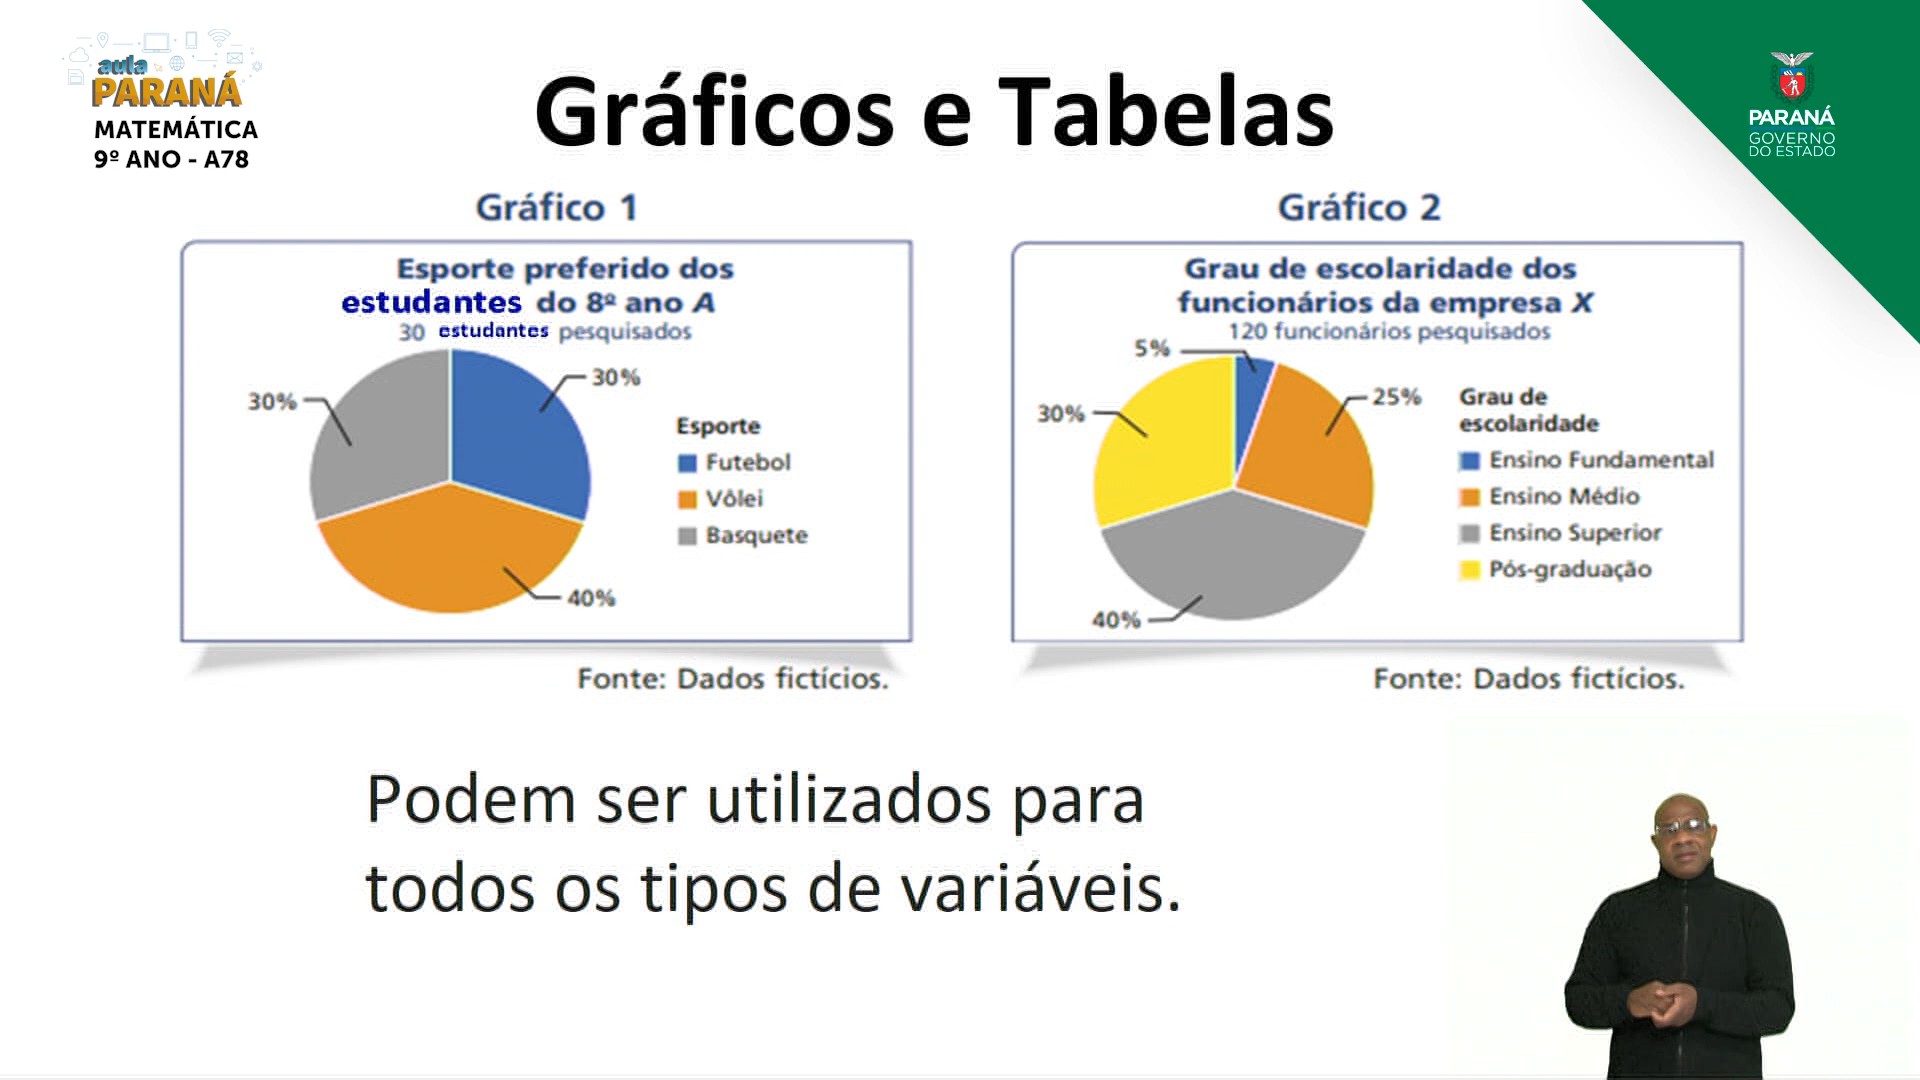 aula
PARANÁ
MATEMÁTICA
9º ANO - A78
Gráficos e Tabelas
PARANÁ
GOVERNO
DO ESTADO
Gráfico 1
Esporte preferido dos
estudantes do 8º ano A
30 estudantes pesquisados
30%
30%
40%
Esporte
Futebol
Vôlei
Basquete
Fonte: Dados fictícios.
Gráfico 2
Grau de escolaridade dos
funcionários da empresa X
120 funcionários pesquisados
5%
25%
30%
40%
Grau de
escolaridade
Ensino Fundamental
Ensino Médio
Ensino Superior
Pós-graduação
Fonte: Dados fictícios.
Podem ser utilizados para
todos os tipos de variáveis.